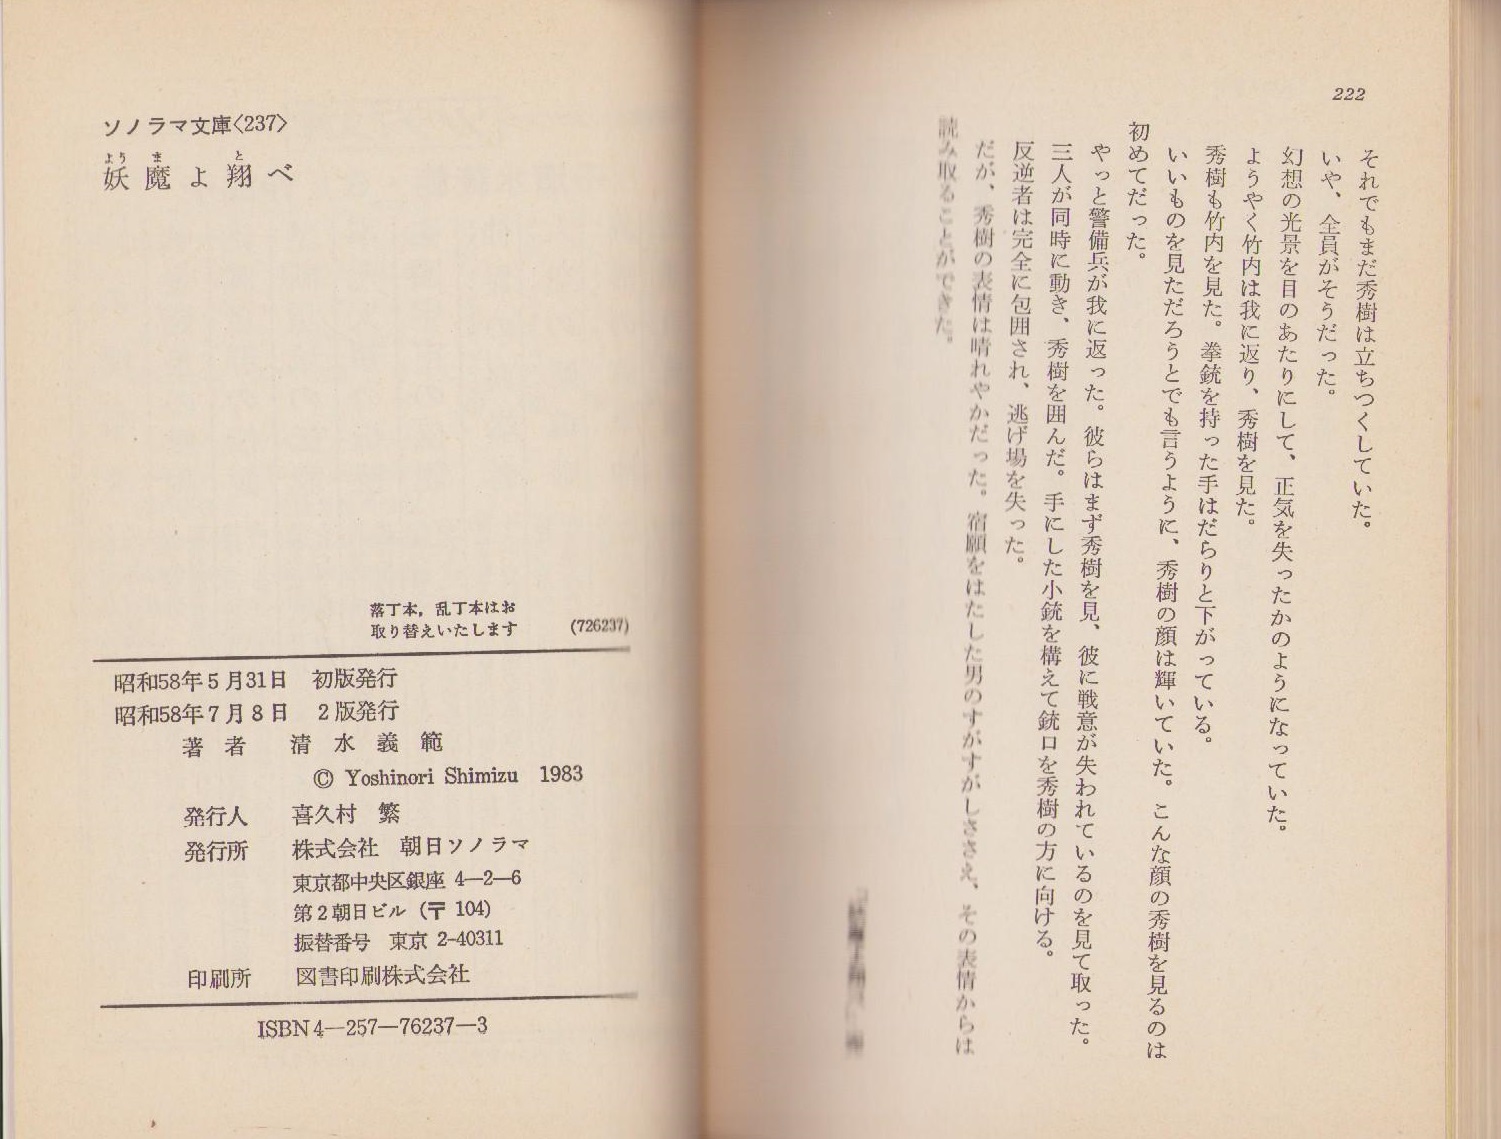 222
それでもまだ秀樹は立ちつくしていた。
いや、全員がそうだった。
幻想の光景を目のあたりにして、正気を失ったかのようになっていた。
ようやく竹内は我に返り、秀樹を見た。
秀樹も竹内を見た。拳銃を持った手はだらりと下がっている。
いいものを見ただろうとでも言うように、秀樹の顔は輝いていた。こんな顔の秀樹を見るのは
初めてだった。
やっと警備兵が我に返った。彼らはまず秀樹を見、彼に戦意が失われているのを見て取った。
三人が同時に動き、秀樹を囲んだ。手にした小銃を構えて銃口を秀樹の方に向ける。
反逆者は完全に包囲され、逃げ場を失った。
だが、秀樹の表情は晴れやかだった。宿願をはたした男のすがすがしささえ、その表情からは
読み取ることができた。
ソノラマ文庫〈237〉
よう ま と
妖魔よ翔べ
落丁本，乱丁本はお
取り替えいたします (726237)
昭和58年5月31日 初版発行
昭和58年7月8日 2版発行
著者 清水義範
© Yoshinori Shimizu 1983
発行人 喜久村 繁
発行所 株式会社 朝日ソノラマ
東京都中央区銀座 4―2―6
第2朝日ビル (〒 104)
振替番号 東京 2-40311
印刷所 図書印刷株式会社
ISBN4―257―76237―3